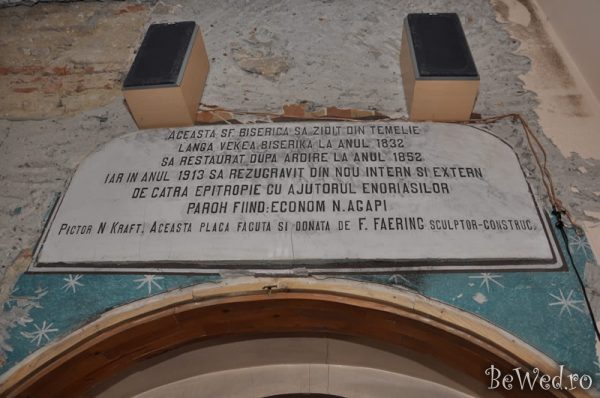 ACEASTA SF BISERICA SA ZIDIT DIN TEMELIE
LANGA VEKEA BISERIKA LA ANUL 1832
SA RESTAURAT DUPA ARDIRE LA ANUL 1852
IAR IN ANUL 1913 SA REZUGRAVIT DIN NOU INTERN SI EXTERN
DE CATRA EPITROPIE CU AJUTORUL ENORIASILOR
PAROH FIIND: ECONOM N. AGAPI
PICTOR N KRAFT. ACEASTA PLACA FACUTA SI DONATA DE F. FAERING SCULPTOR-CONSTRUC.
BeWed.ro